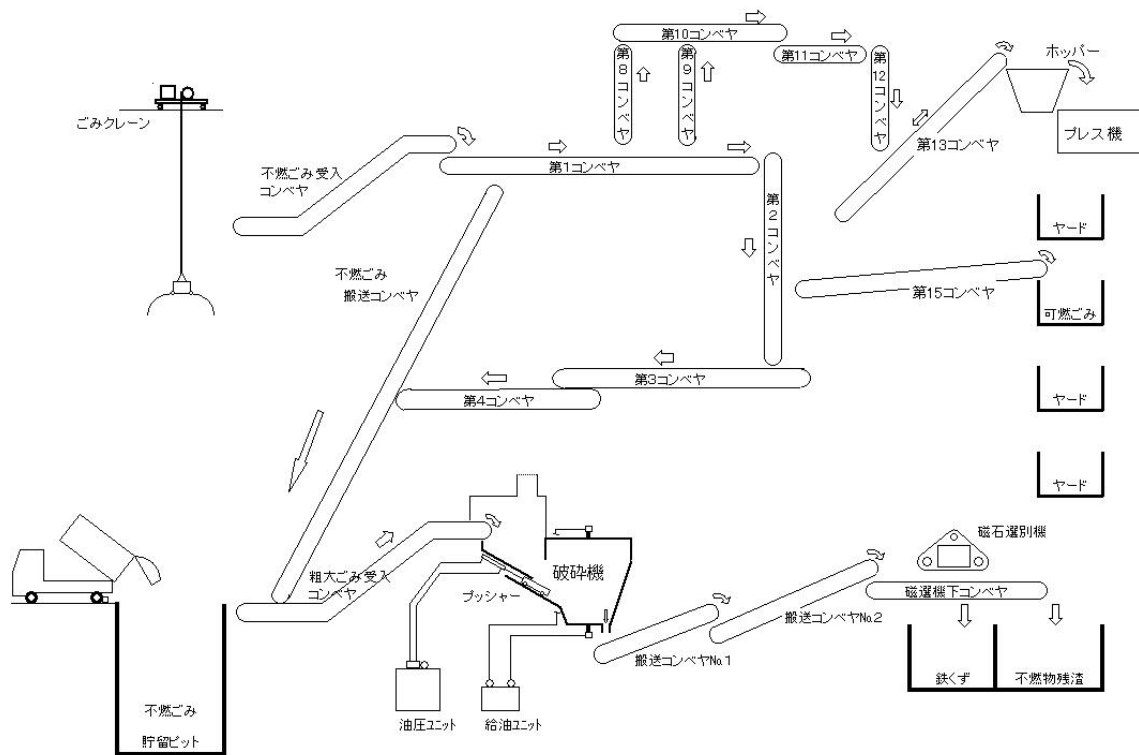 第10コンベヤ
第11コンベヤ
第8コンベヤ
第9コンベヤ
第12コンベヤ
ホッパー
プレス機
第13コンベヤ
ごみクレーン
不燃ごみ受入
コンベヤ
第1コンベヤ
第2コンベヤ
ヤード
不燃ごみ
搬送コンベヤ
第15コンベヤ
可燃ごみ
第3コンベヤ
第4コンベヤ
ヤード
ヤード
粗大ごみ受入
コンベヤ
プッシャー
破砕機
磁石選別機
磁選機下コンベヤ
搬送コンベヤNo.2
搬送コンベヤNo.1
鉄くず
不燃物残渣
不燃ごみ
貯留ピット
油圧ユニット
給油ユニット